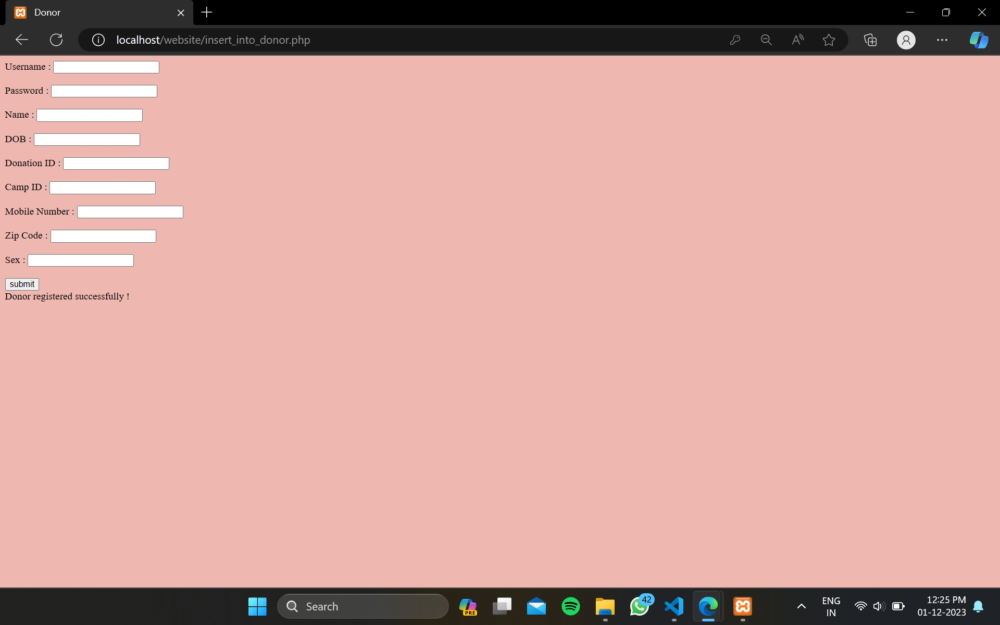 Donor
localhost/website/insert_into_donor.php
Username :
Password :
Name :
DOB :
Donation ID :
Camp ID :
Mobile Number :
Zip Code :
Sex :
submit
Donor registered successfully !
Search
PRE
42
ENG
IN
12:25 PM
01-12-2023